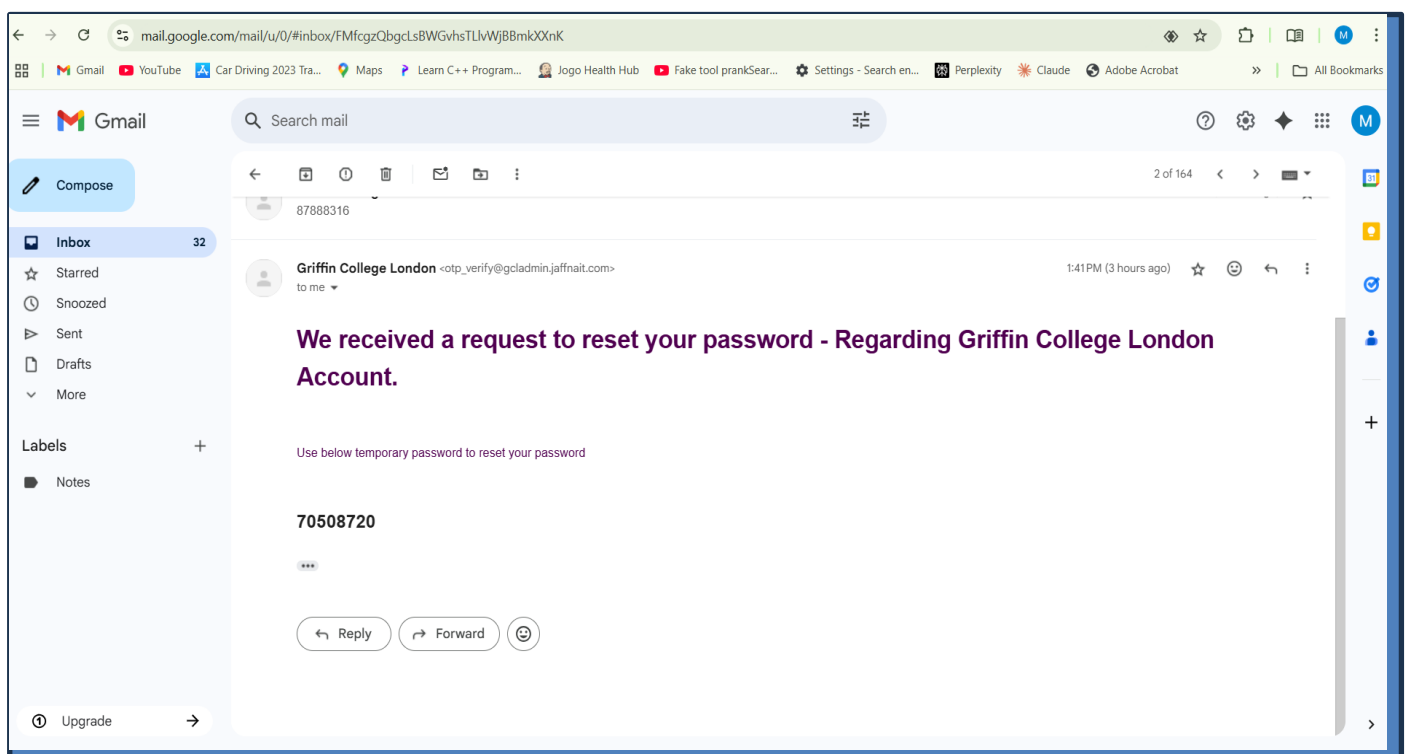 mail.google.com/mail/u/0/#inbox/FMfcgzQbgcLsBWGvhsTLlvWjBBmkXXnK
M
Gmail
YouTube
Car Driving 2023 Tra...
Maps
Learn C++ Program...
Jogo Health Hub
Fake tool prankSear...
Settings - Search en...
Perplexity
Claude
Adobe Acrobat
»
All Bookmarks
Gmail
Search mail
M
Compose
2 of 164
31
87888316
Inbox 32
Griffin College London <otp_verify@gcladmin.jaffnait.com>
1:41 PM (3 hours ago)
to me
Starred
Snoozed
Sent
Drafts
More
We received a request to reset your password - Regarding Griffin College London
Account.
Labels
Notes
Use below temporary password to reset your password
70508720
Reply
Forward
Upgrade